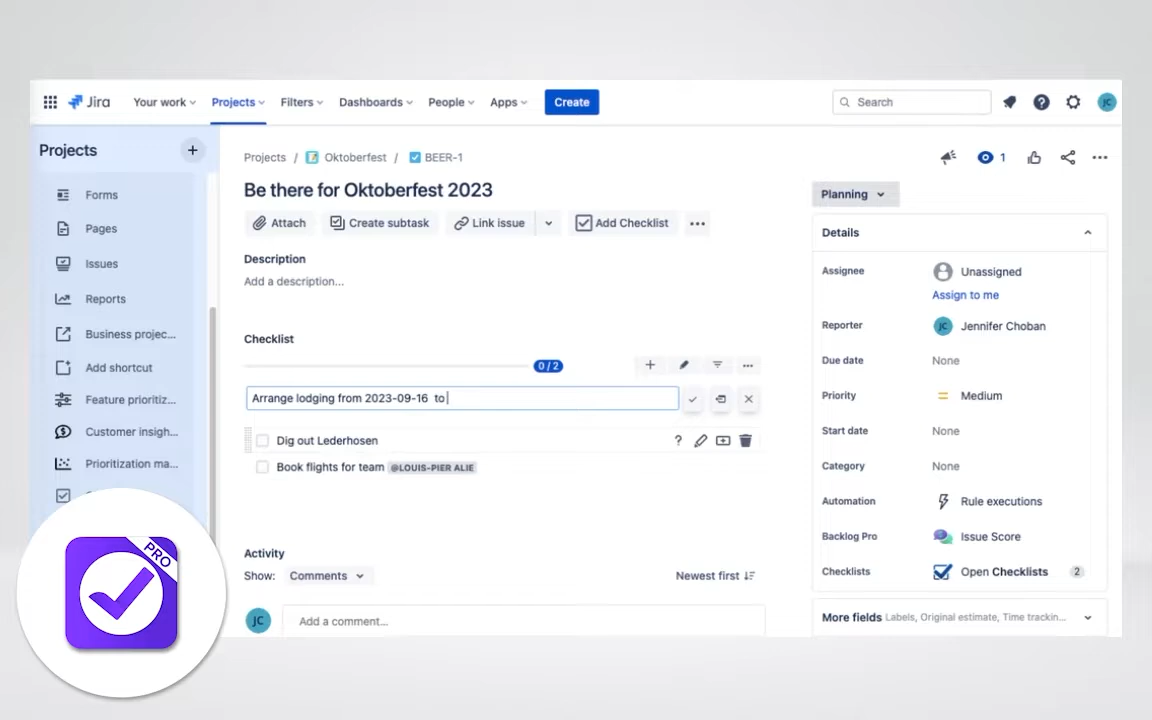 Jira Your work Projects Filters Dashboards People Apps Create Search JC
Projects
Forms
Pages
Issues
Reports
Business projec...
Add shortcut
Feature prioritiz...
Customer insigh...
Prioritization ma...
PRO
Projects / Oktoberfest / BEER-1
1
Be there for Oktoberfest 2023
Attach Create subtask Link issue Add Checklist
Description
Add a description...
Checklist
0/2
Arrange lodging from 2023-09-16 to
Dig out Lederhosen ?
Book flights for team @LOUIS-PIER ALIE
Activity
Show: Comments Newest first
JC Add a comment...
Planning
Details
Assignee Unassigned
Assign to me
Reporter JC Jennifer Choban
Due date None
Priority Medium
Start date None
Category None
Automation Rule executions
Backlog Pro Issue Score
Checklists Open Checklists 2
More fields Labels, Original estimate, Time trackin...